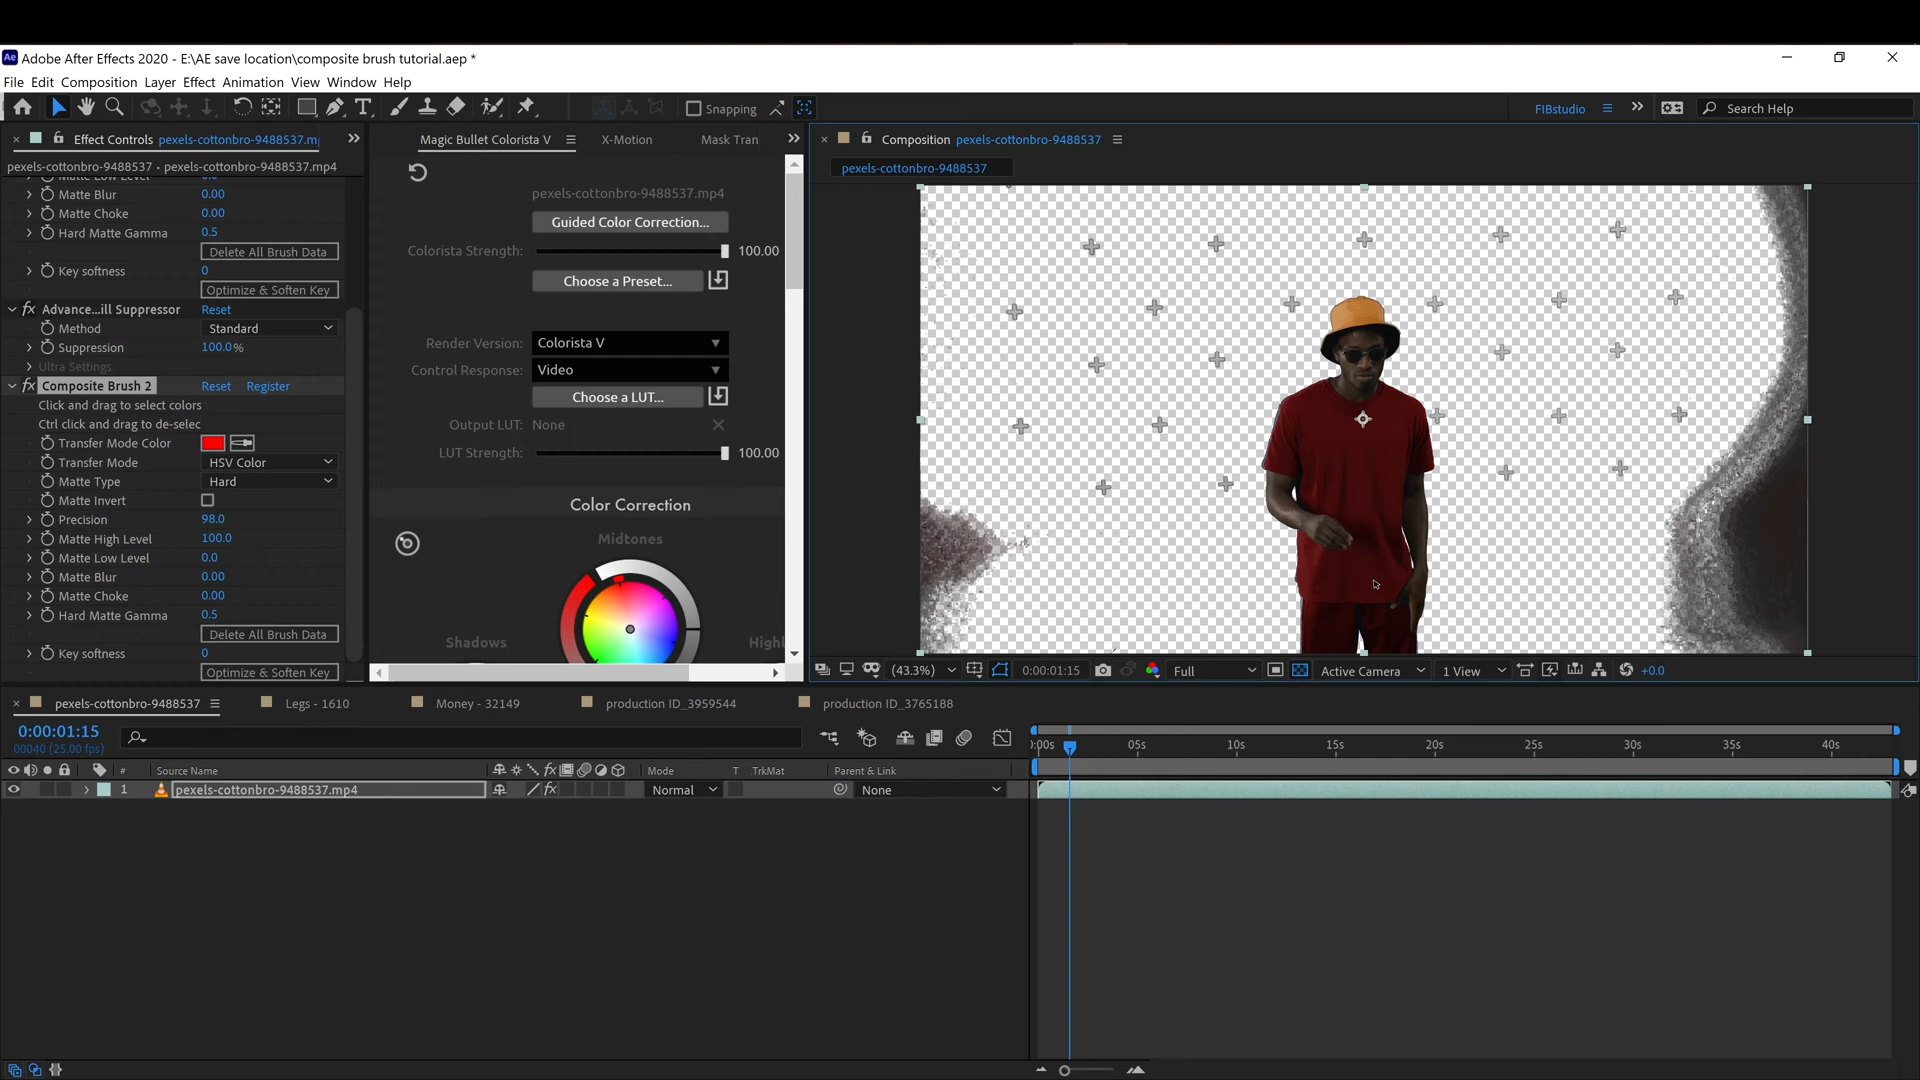 Adobe After Effects 2020 - E:\AE save location\composite brush tutorial.aep *
File Edit Composition Layer Effect Animation View Window Help
Snapping
FIBstudio
Search Help
Effect Controls pexels-cottonbro-9488537.m
pexels-cottonbro-9488537 • pexels-cottonbro-9488537.mp4
Matte Low Level 0.0
Matte Blur 0.00
Matte Choke 0.00
Hard Matte Gamma 0.5
Delete All Brush Data
Key softness 0
Optimize & Soften Key
fx Advance...ill Suppressor Reset
Method Standard
Suppression 100.0%
Ultra Settings
fx Composite Brush 2 Reset Register
Click and drag to select colors
Ctrl click and drag to de-selec
Transfer Mode Color
Transfer Mode HSV Color
Matte Type Hard
Matte Invert
Precision 98.0
Matte High Level 100.0
Matte Low Level 0.0
Matte Blur 0.00
Matte Choke 0.00
Hard Matte Gamma 0.5
Delete All Brush Data
Key softness 0
Optimize & Soften Key
Magic Bullet Colorista V X-Motion Mask Tran
pexels-cottonbro-9488537.mp4
Guided Color Correction...
Colorista Strength: 100.00
Choose a Preset...
Render Version: Colorista V
Control Response: Video
Choose a LUT...
Output LUT: None
LUT Strength: 100.00
Color Correction
Midtones
Shadows Highl
Composition pexels-cottonbro-9488537
pexels-cottonbro-9488537
(43.3%) 0:00:01:15 Full Active Camera 1 View +0.0
pexels-cottonbro-9488537 Legs - 1610 Money - 32149 production ID_3959544 production ID_3765188
0:00:01:15
00040 (25.00 fps)
:00s 05s 10s 15s 20s 25s 30s 35s 40s
# Source Name fx Mode T .TrkMat Parent & Link
1 pexels-cottonbro-9488537.mp4 fx Normal None